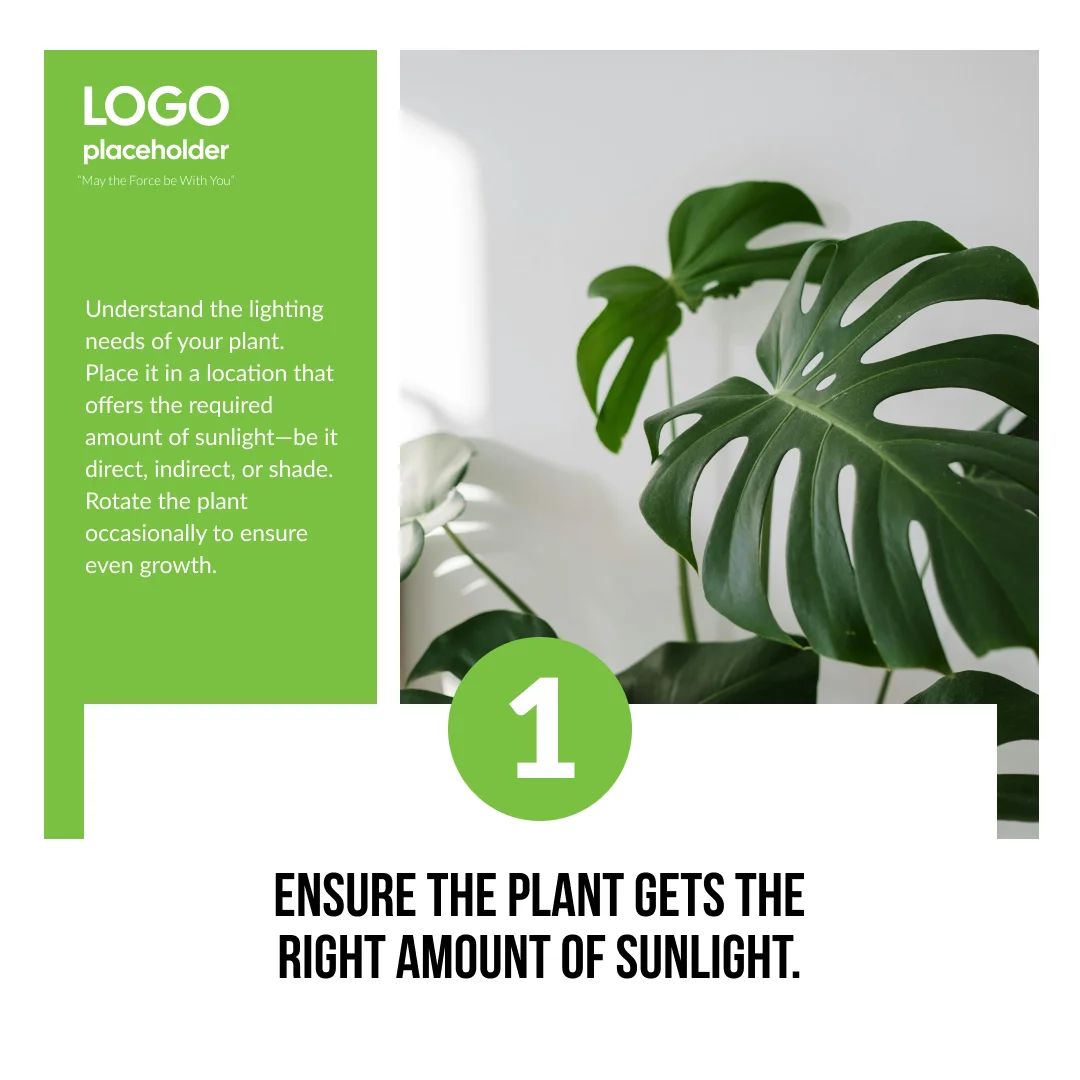 LOGO
placeholder
“May the Force be With You”
Understand the lighting
needs of your plant.
Place it in a location that
offers the required
amount of sunlight—be it
direct, indirect, or shade.
Rotate the plant
occasionally to ensure
even growth.
1
ENSURE THE PLANT GETS THE
RIGHT AMOUNT OF SUNLIGHT.